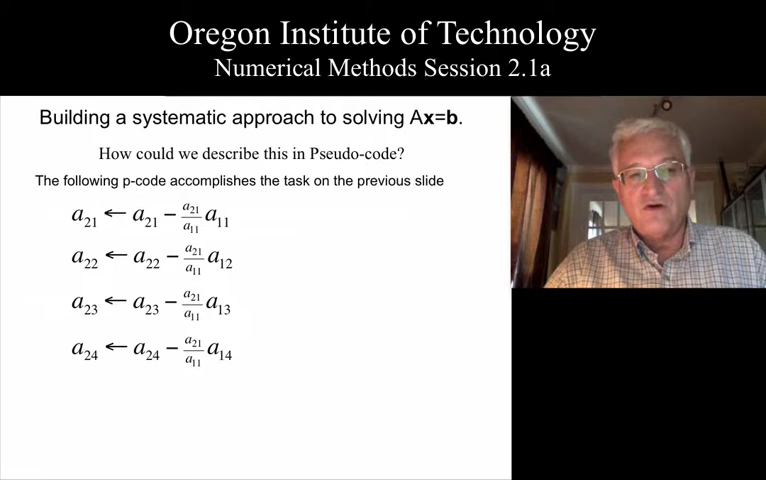 Oregon Institute of Technology
Numerical Methods Session 2.1a
Building a systematic approach to solving Ax=b.
How could we describe this in Pseudo-code?
The following p-code accomplishes the task on the previous slide
a₂₁ ← a₂₁ − a₂₁/a₁₁ a₁₁
a₂₂ ← a₂₂ − a₂₁/a₁₁ a₁₂
a₂₃ ← a₂₃ − a₂₁/a₁₁ a₁₃
a₂₄ ← a₂₄ − a₂₁/a₁₁ a₁₄